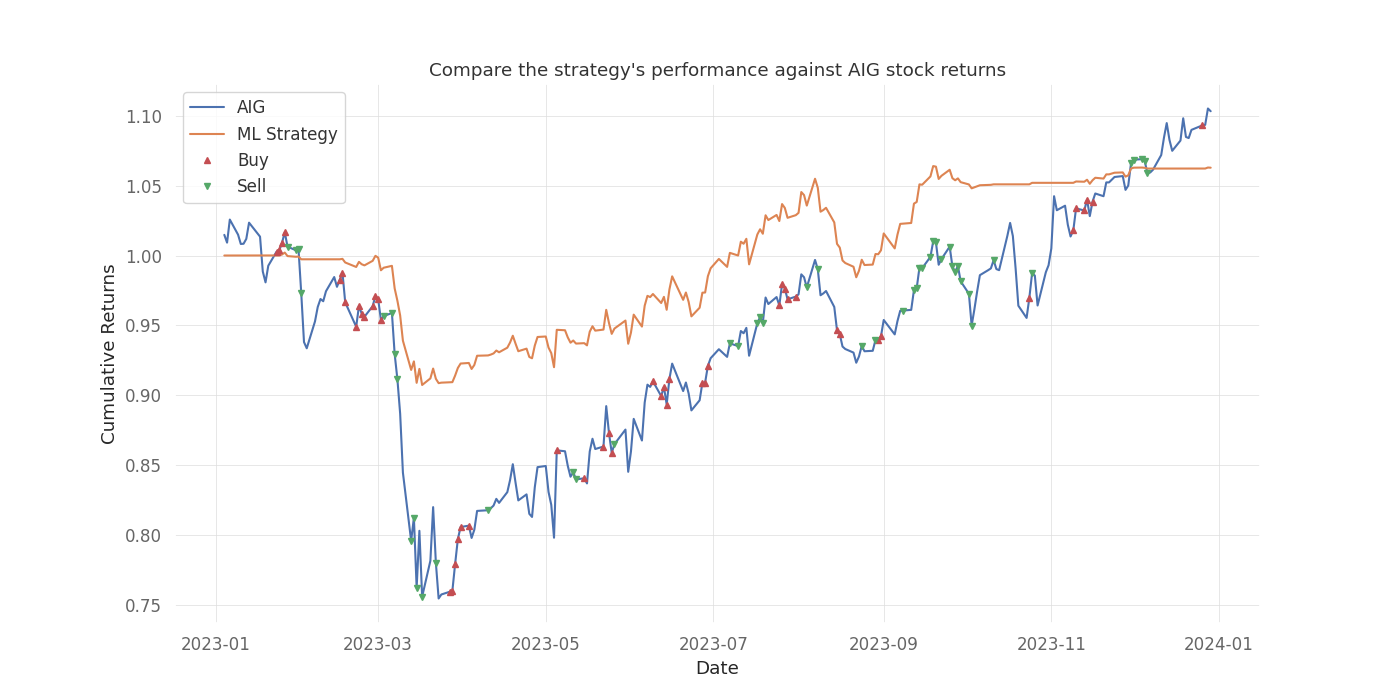 Compare the strategy's performance against AIG stock returns
AIG
ML Strategy
Buy
Sell
Cumulative Returns
1.10
1.05
1.00
0.95
0.90
0.85
0.80
0.75
2023-01
2023-03
2023-05
2023-07
2023-09
2023-11
2024-01
Date